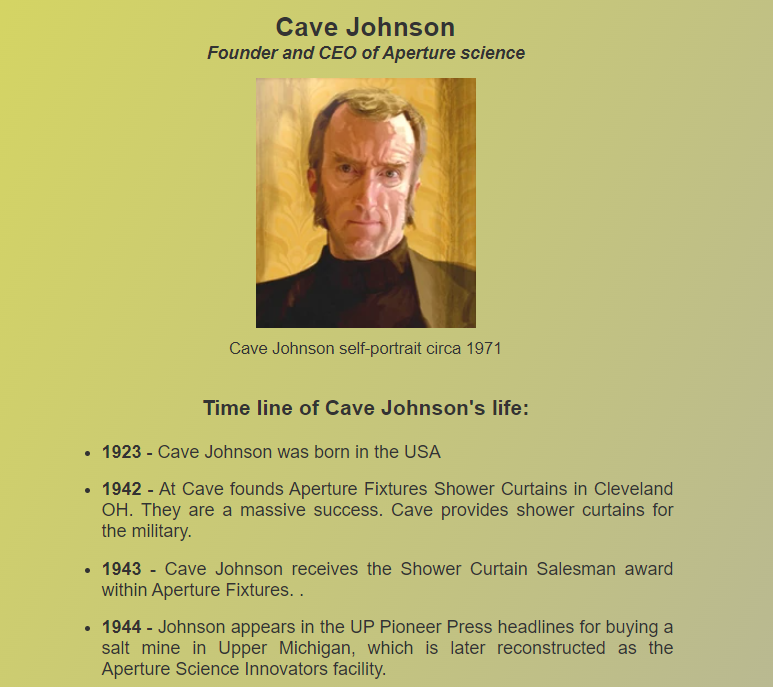 Cave Johnson
Founder and CEO of Aperture science
Cave Johnson self-portrait circa 1971
Time line of Cave Johnson's life:
• 1923 - Cave Johnson was born in the USA
• 1942 - At Cave founds Aperture Fixtures Shower Curtains in Cleveland
OH. They are a massive success. Cave provides shower curtains for
the military.
• 1943 - Cave Johnson receives the Shower Curtain Salesman award
within Aperture Fixtures. .
• 1944 - Johnson appears in the UP Pioneer Press headlines for buying a
salt mine in Upper Michigan, which is later reconstructed as the
Aperture Science Innovators facility.